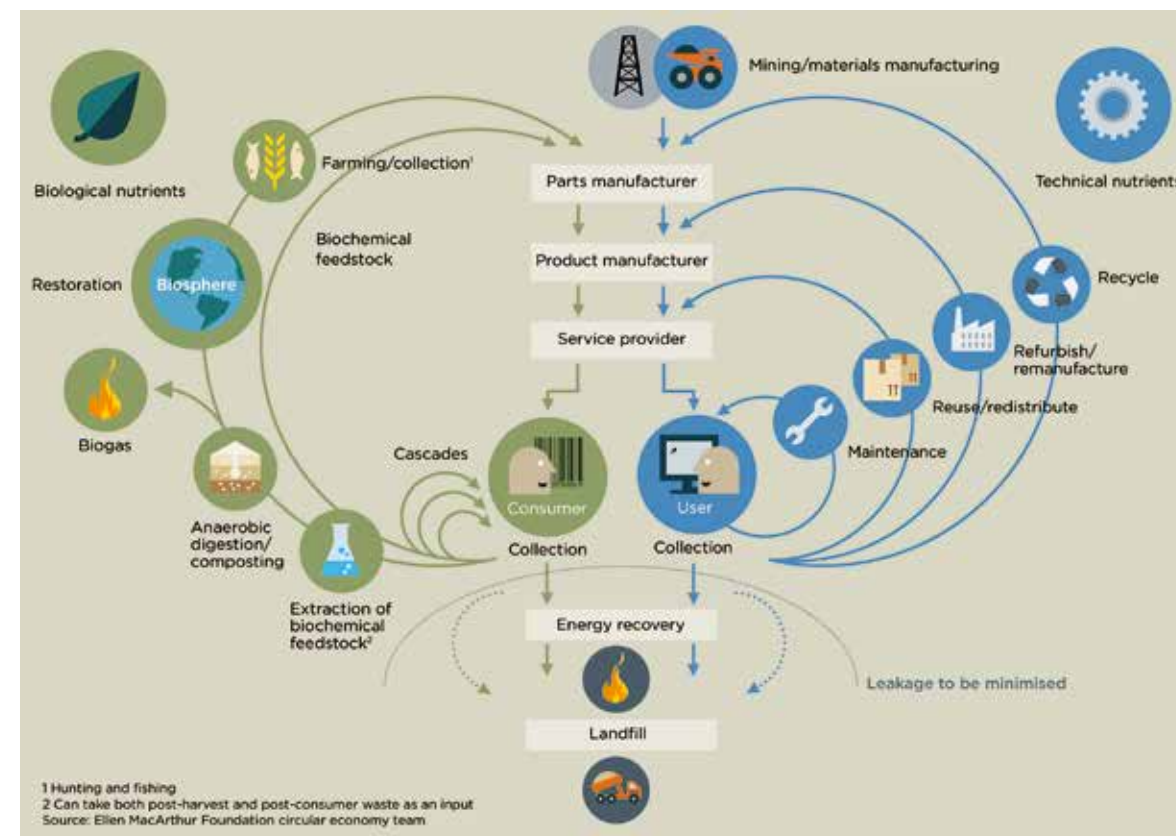 Mining/materials manufacturing
Biological nutrients
Farming/collection¹
Parts manufacturer
Technical nutrients
Biochemical
feedstock
Product manufacturer
Restoration
Biosphere
Recycle
Service provider
Refurbish/
remanufacture
Reuse/redistribute
Biogas
Cascades
Maintenance
Consumer
User
Anaerobic
digestion/
composting
Collection
Collection
Extraction of
biochemical
feedstock²
Energy recovery
Leakage to be minimised
Landfill
1 Hunting and fishing
2 Can take both post-harvest and post-consumer waste as an input
Source: Ellen MacArthur Foundation circular economy team